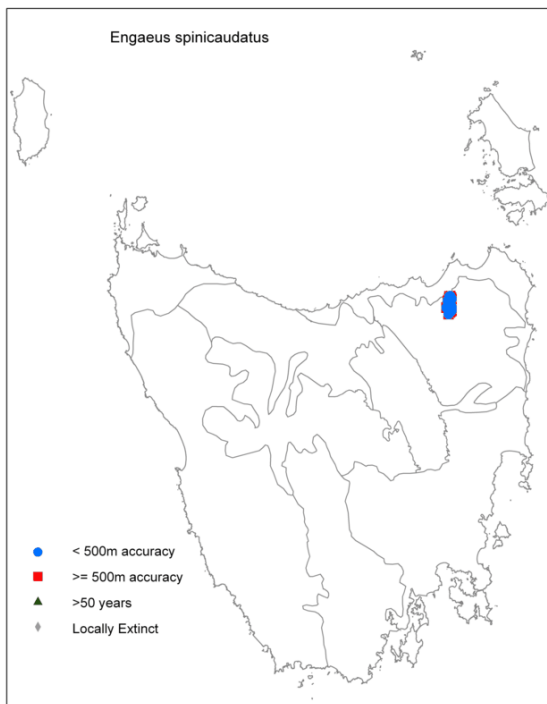 Engaeus spinicaudatus
< 500m accuracy
>= 500m accuracy
>50 years
Locally Extinct